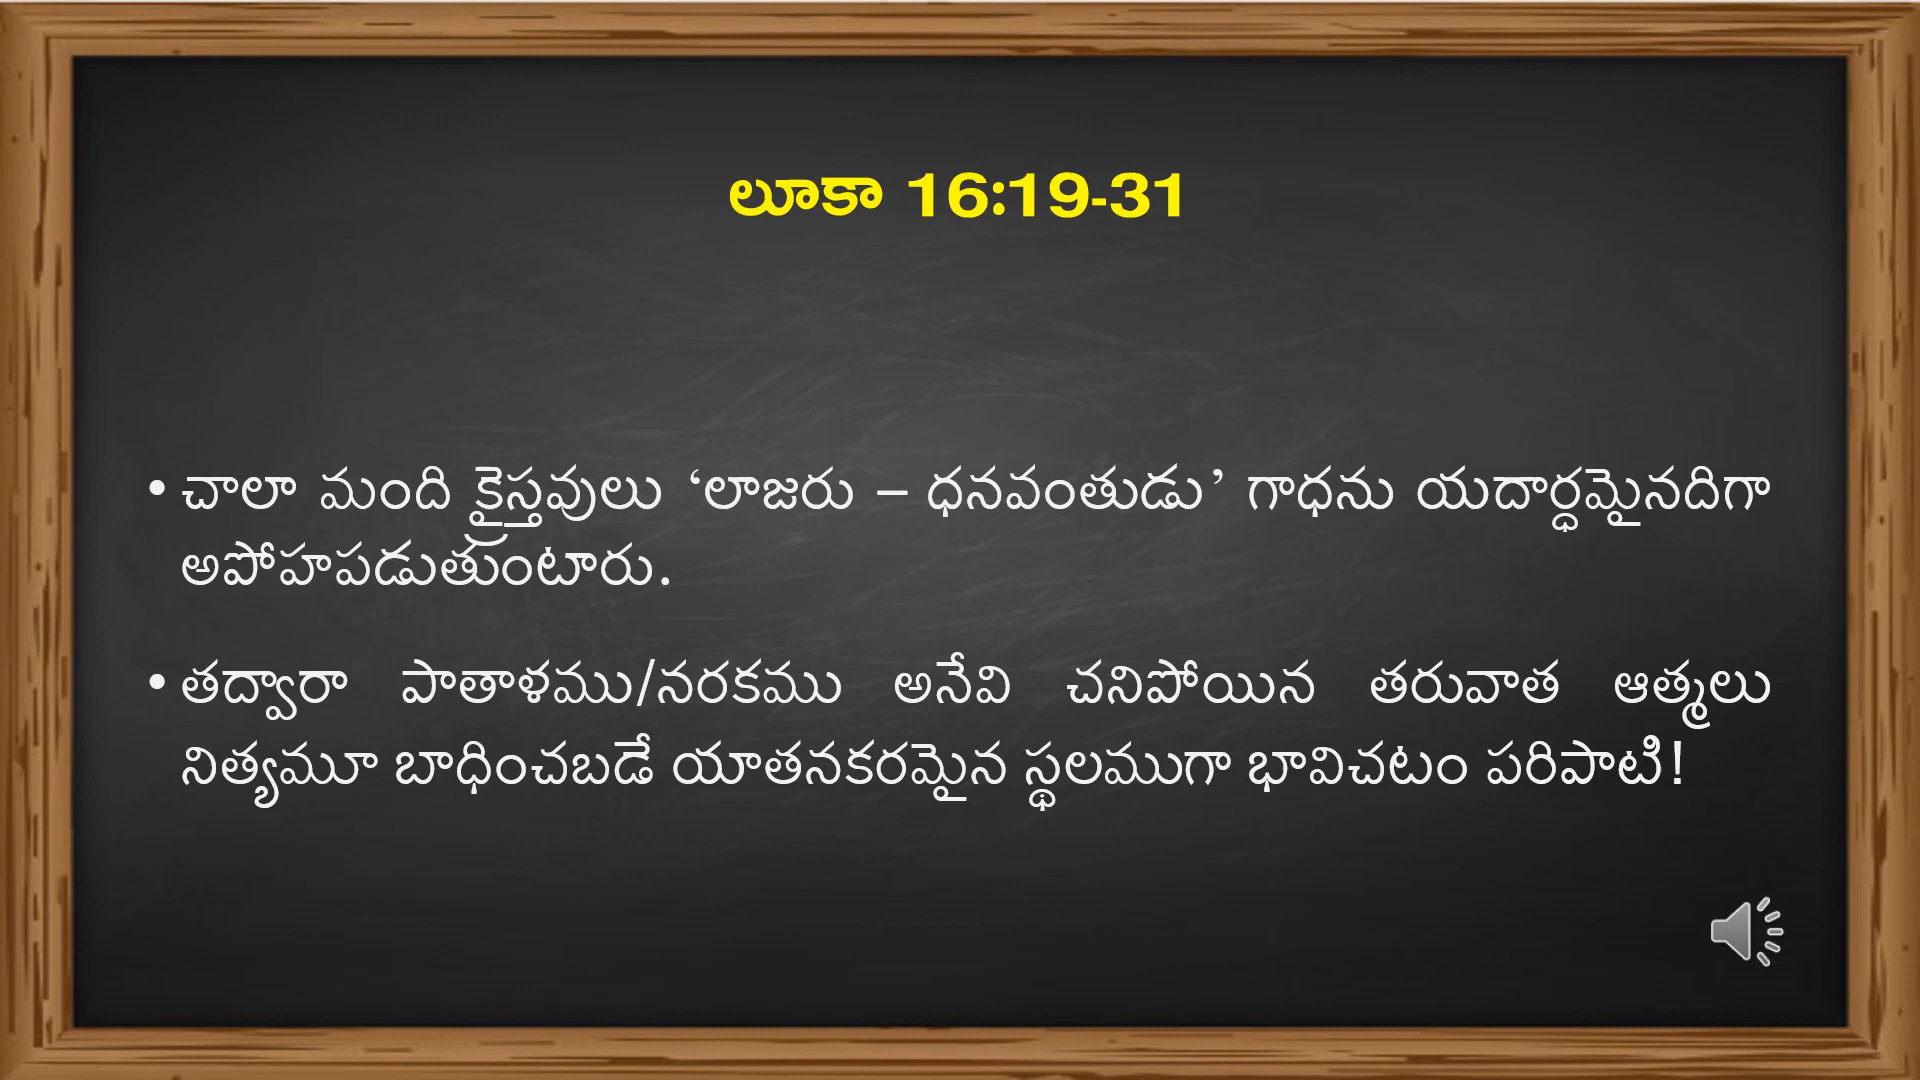 లూకా 16:19-31
• చాలా మంది క్రైస్తవులు ‘లాజరు – ధనవంతుడు’ గాధను యదార్ధమైనదిగా
అపోహపడుతుంటారు.
• తద్వారా పాతాళము/నరకము అనేవి చనిపోయిన తరువాత ఆత్మలు
నిత్యమూ బాధించబడే యాతనకరమైన స్థలముగా భావిచటం పరిపాటి!